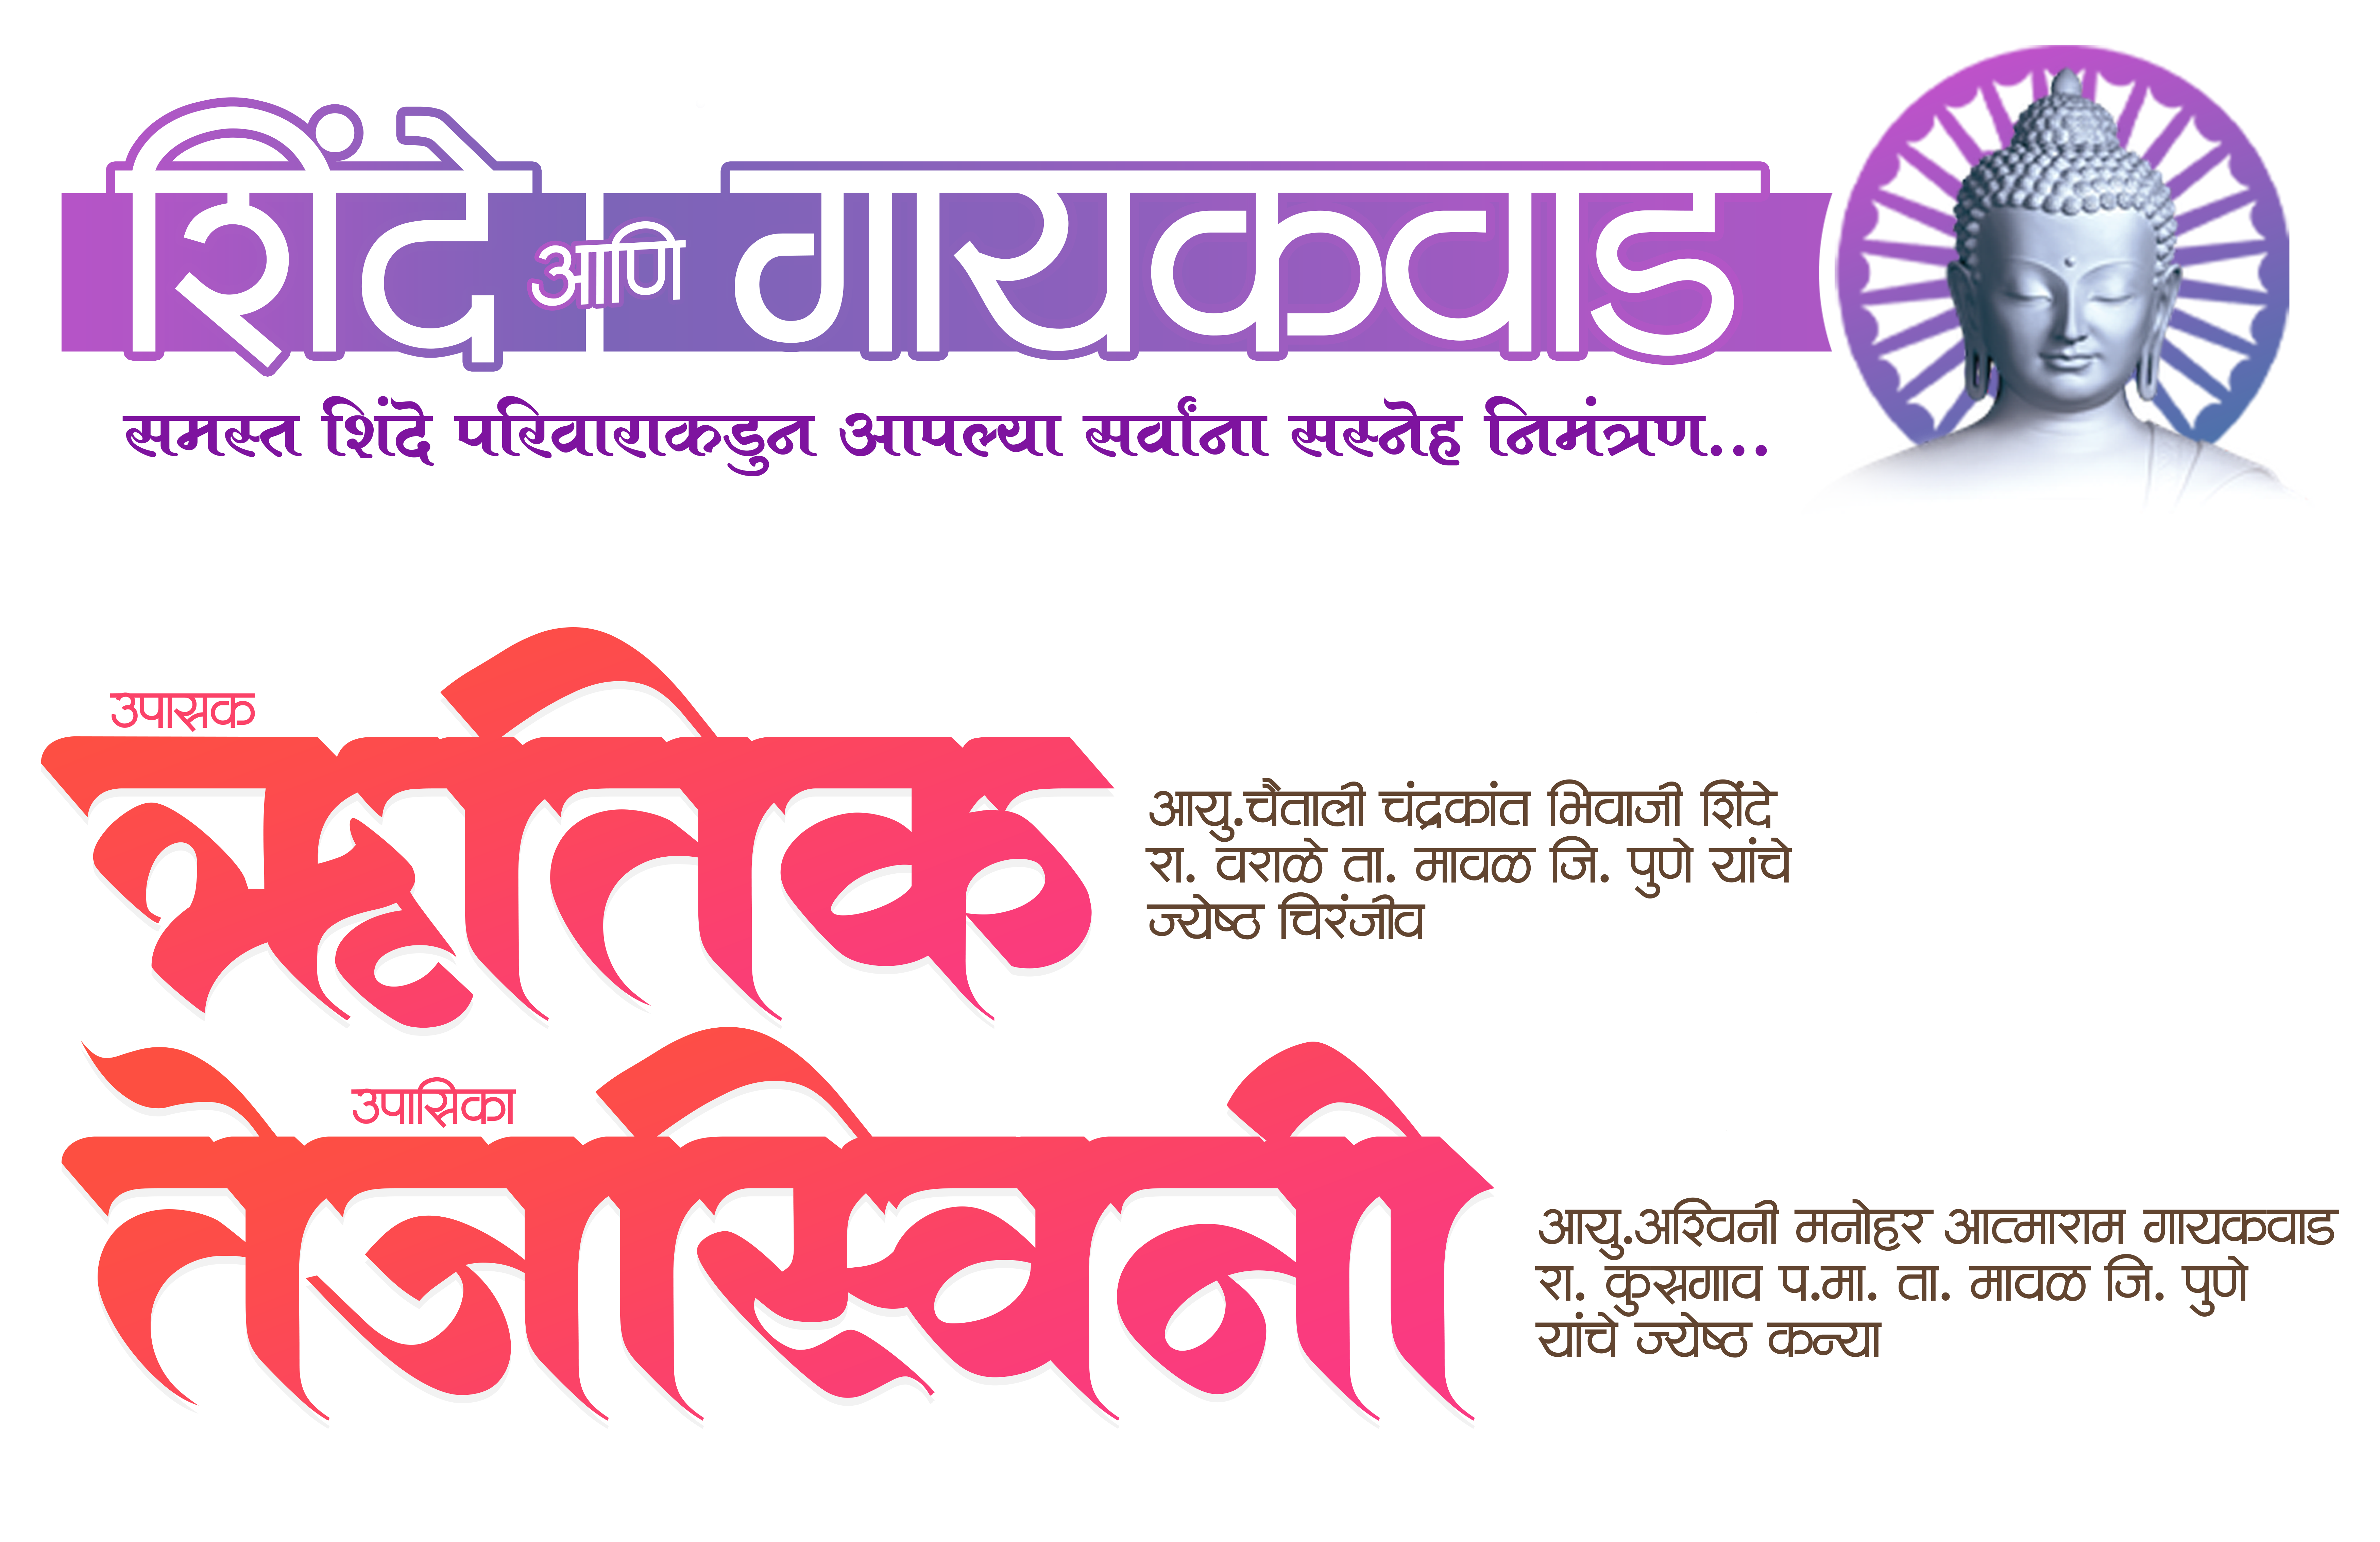 शिंदे आणि गायकवाड
समस्त शिंदे परिवाराकडुन आपल्या सर्वांना सस्नेह निमंत्रण...
उपासक
ऋतिक
आयु.चैताली चंद्रकांत भिवाजी शिंदे
रा. वराळे ता. मावळ जि. पुणे यांचे
ज्येष्ठ चिरंजीव
उपासिका
तेजस्विनी
आयु.अश्विनी मनोहर आत्माराम गायकवाड
रा. कुसगाव प.मा. ता. मावळ जि. पुणे
यांचे ज्येष्ठ कन्या